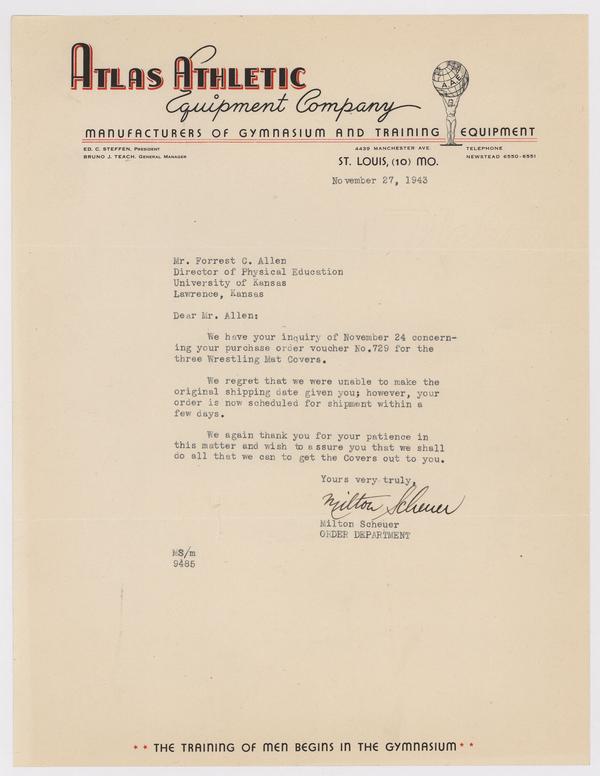 ATLAS ATHLETIC
Equipment Company
AAE
MANUFACTURERS OF GYMNASIUM AND TRAINING EQUIPMENT
ED. C. STEFFEN, PRESIDENT
BRUNO J. TEACH, GENERAL MANAGER
4439 MANCHESTER AVE.
ST. LOUIS, (10) MO.
TELEPHONE
NEWSTEAD 6550-6551
November 27, 1943
Mr. Forrest C. Allen
Director of Physical Education
University of Kansas
Lawrence, Kansas
Dear Mr. Allen:
We have your inquiry of November 24 concern-
ing your purchase order voucher No.729 for the
three Wrestling Mat Covers.
We regret that we were unable to make the
original shipping date given you; however, your
order is now scheduled for shipment within a
few days.
We again thank you for your patience in
this matter and wish to assure you that we shall
do all that we can to get the Covers out to you.
Yours very truly,
Milton Scheuer
Milton Scheuer
ORDER DEPARTMENT
MS/m
9485
** THE TRAINING OF MEN BEGINS IN THE GYMNASIUM **